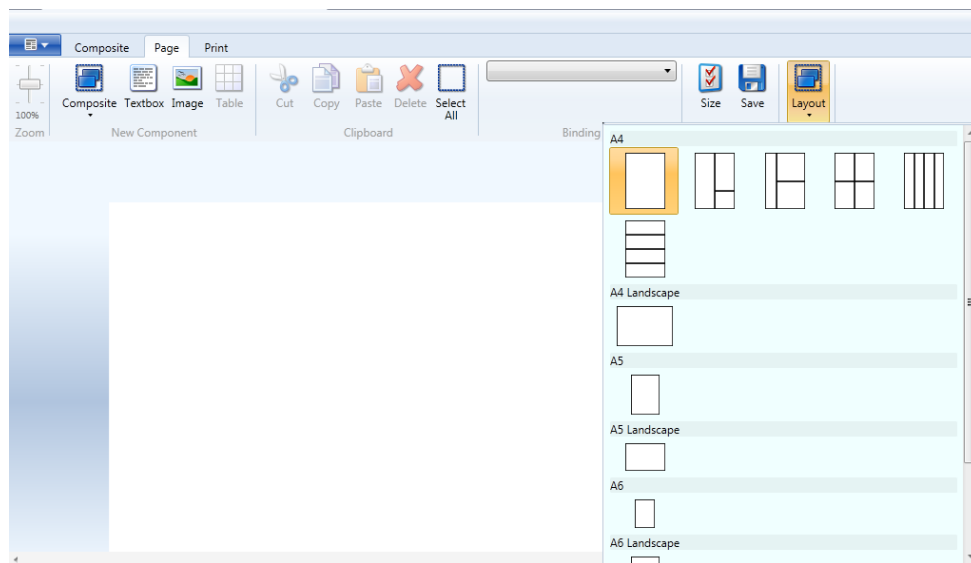 Composite Page Print
Composite Textbox Image Table Cut Copy Paste Delete Select All Size Save Layout
100%
Zoom New Component Clipboard Binding
A4
A4 Landscape
A5
A5 Landscape
A6
A6 Landscape